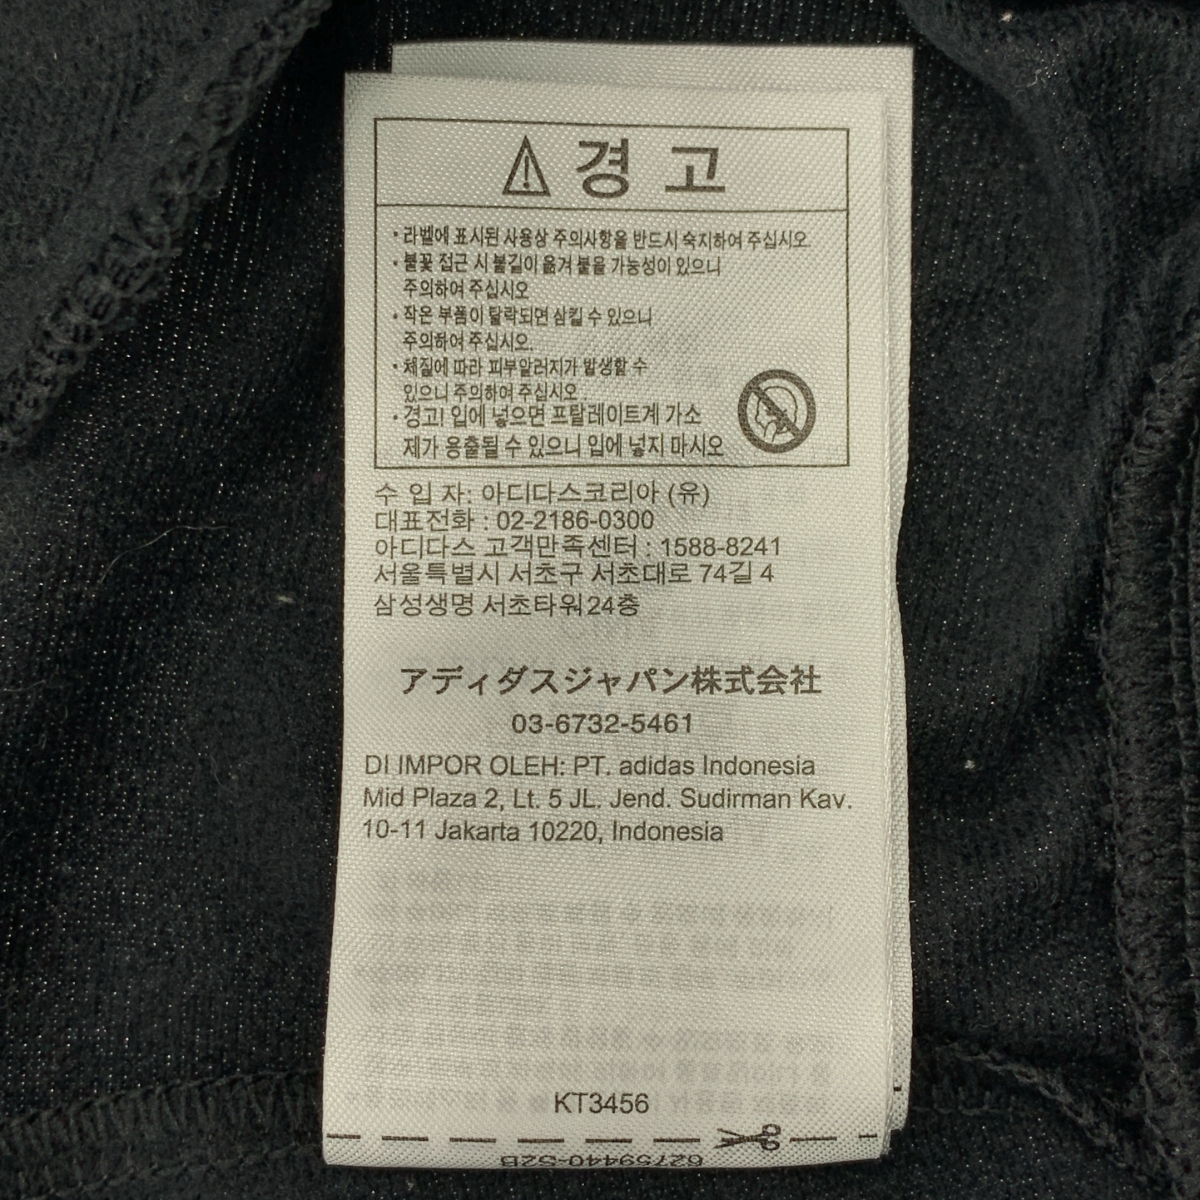 경 고
• 라벨에 표시된 사용상 주의사항을 반드시 숙지하여 주십시오.
• 불꽃 접근 시 불길이 옮겨 붙을 가능성이 있으니
주의하여 주십시오
• 작은 부품이 탈락되면 삼킬 수 있으니
주의하여 주십시오.
• 체질에 따라 피부알러지가 발생할 수
있으니 주의하여 주십시오.
• 경고! 입에 넣으면 프탈레이트계 가소
제가 용출될 수 있으니 입에 넣지 마시오
수 입 자: 아디다스코리아 (유)
대표전화 : 02-2186-0300
아디다스 고객만족센터 : 1588-8241
서울특별시 서초구 서초대로 74길 4
삼성생명 서초타워24층
アディダスジャパン株式会社
03-6732-5461
DI IMPOR OLEH: PT. adidas Indonesia
Mid Plaza 2, Lt. 5 JL. Jend. Sudirman Kav.
10-11 Jakarta 10220, Indonesia
KT3456
62759440-S2B